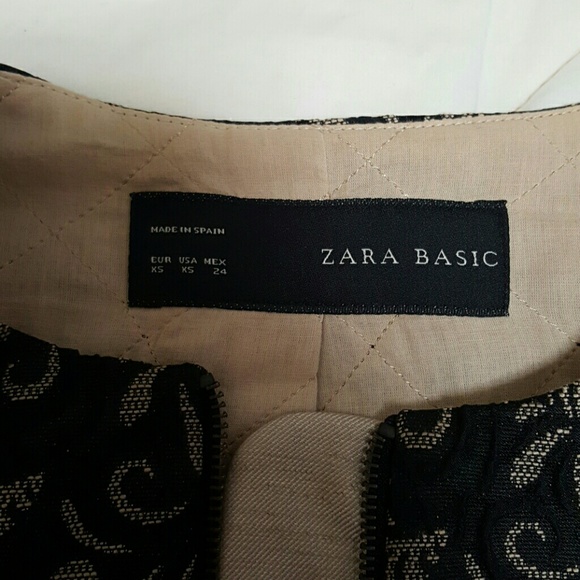 MADE IN SPAIN
EUR USA MEX
XS XS 24
ZARA BASIC